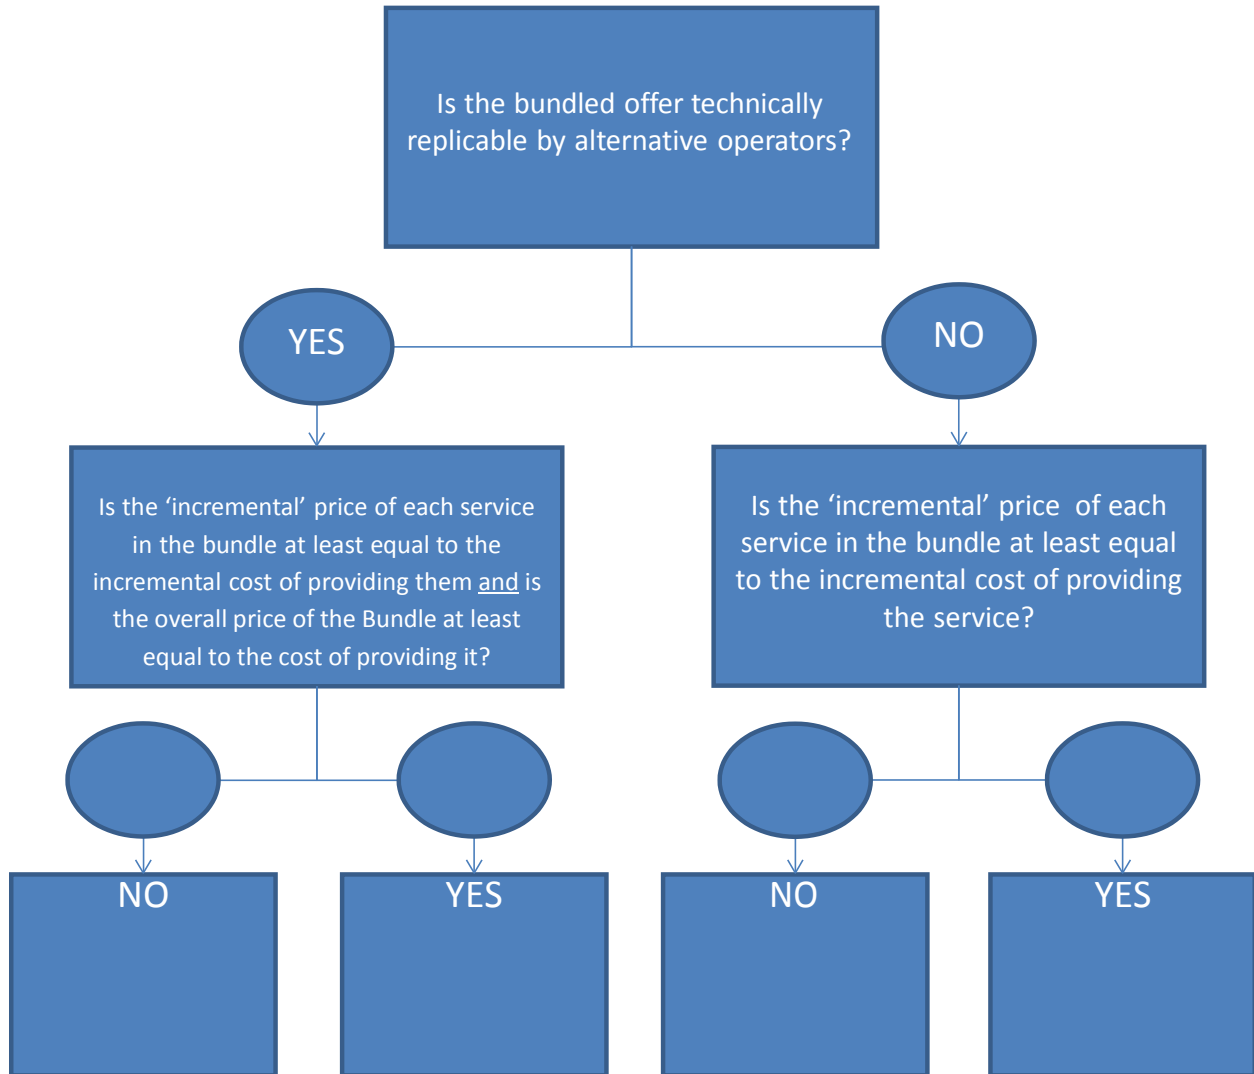 Is the bundled offer technically
replicable by alternative operators?
YES
NO
Is the ‘incremental’ price of each service
in the bundle at least equal to the
incremental cost of providing them and is
the overall price of the Bundle at least
equal to the cost of providing it?
Is the ‘incremental’ price  of each
service in the bundle at least equal
to the incremental cost of providing
the service?
NO
YES
NO
YES